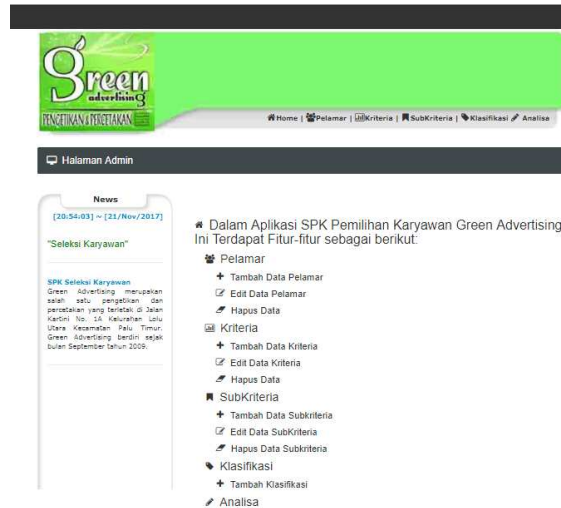 green
advertising
PENGETIKAN & PERCETAKAN
Home | Pelamar | Kriteria | SubKriteria | Klasifikasi Analisa
Halaman Admin
News
[20:54:03] ~ [21/Nov/2017]
"Seleksi Karyawan"
SPK Seleksi Karyawan
Green Advertising merupakan
salah satu pengetikan dan
percetakan yang terletak di Jalan
Kartini No. 1A Kelurahan Lolu
Utara Kecamatan Palu Timur.
Green Advertising berdiri sejak
bulan September tahun 2009.
Dalam Aplikasi SPK Pemilihan Karyawan Green Advertising
Ini Terdapat Fitur-fitur sebagai berikut:
Pelamar
Tambah Data Pelamar
Edit Data Pelamar
Hapus Data
Kriteria
Tambah Data Kriteria
Edit Data Kriteria
Hapus Data
SubKriteria
Tambah Data Subkriteria
Edit Data SubKriteria
Hapus Data Subkriteria
Klasifikasi
Tambah Klasifikasi
Analisa